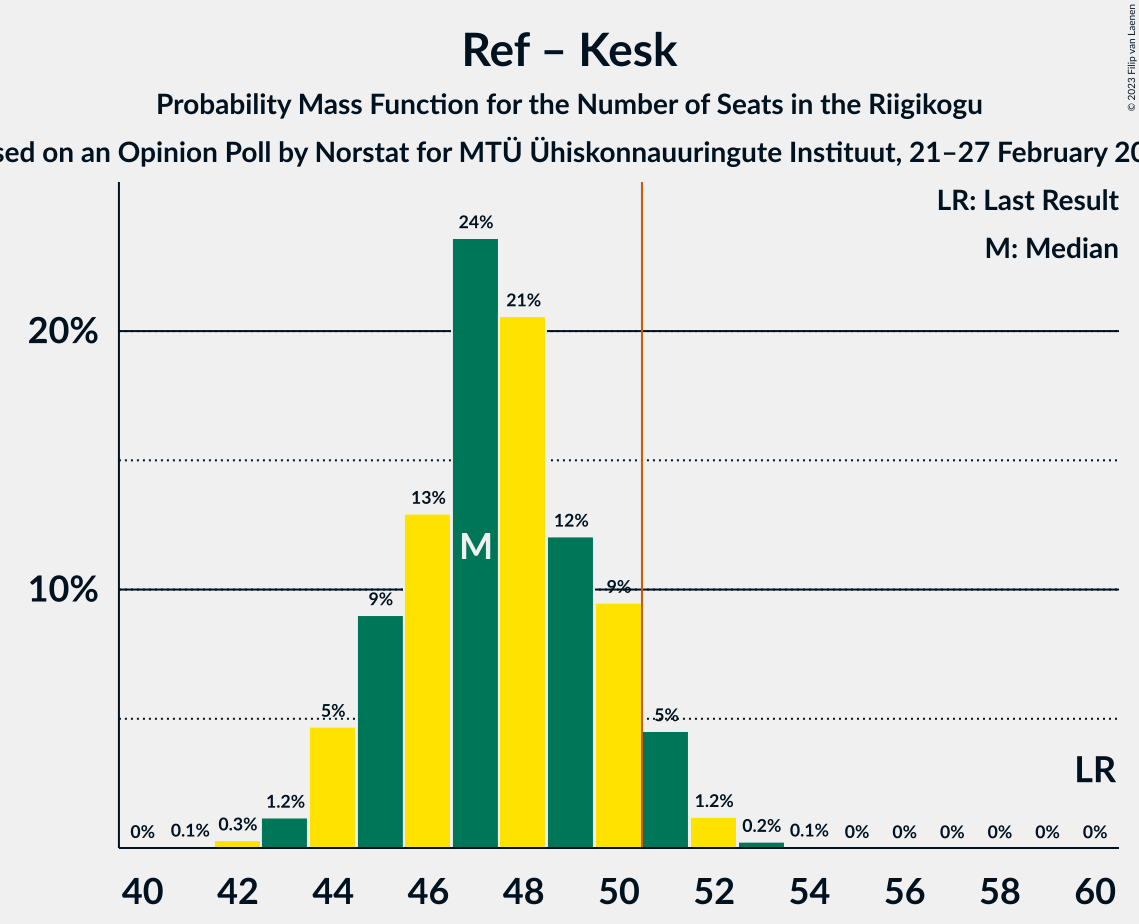 Ref – Kesk
Probability Mass Function for the Number of Seats in the Riigikogu
on an Opinion Poll by Norstat for MTÜ Ühiskonnauuringute Instituut, 21–27 February
© 2023 Filip van Laenen
LR: Last Result
M: Median
20%
10%
0% 0.1% 0.3% 1.2% 5% 9% 13% 24% 21% 12% 9% 5% 1.2% 0.2% 0.1% 0% 0% 0% 0% 0% 0%
M
LR
40 42 44 46 48 50 52 54 56 58 60